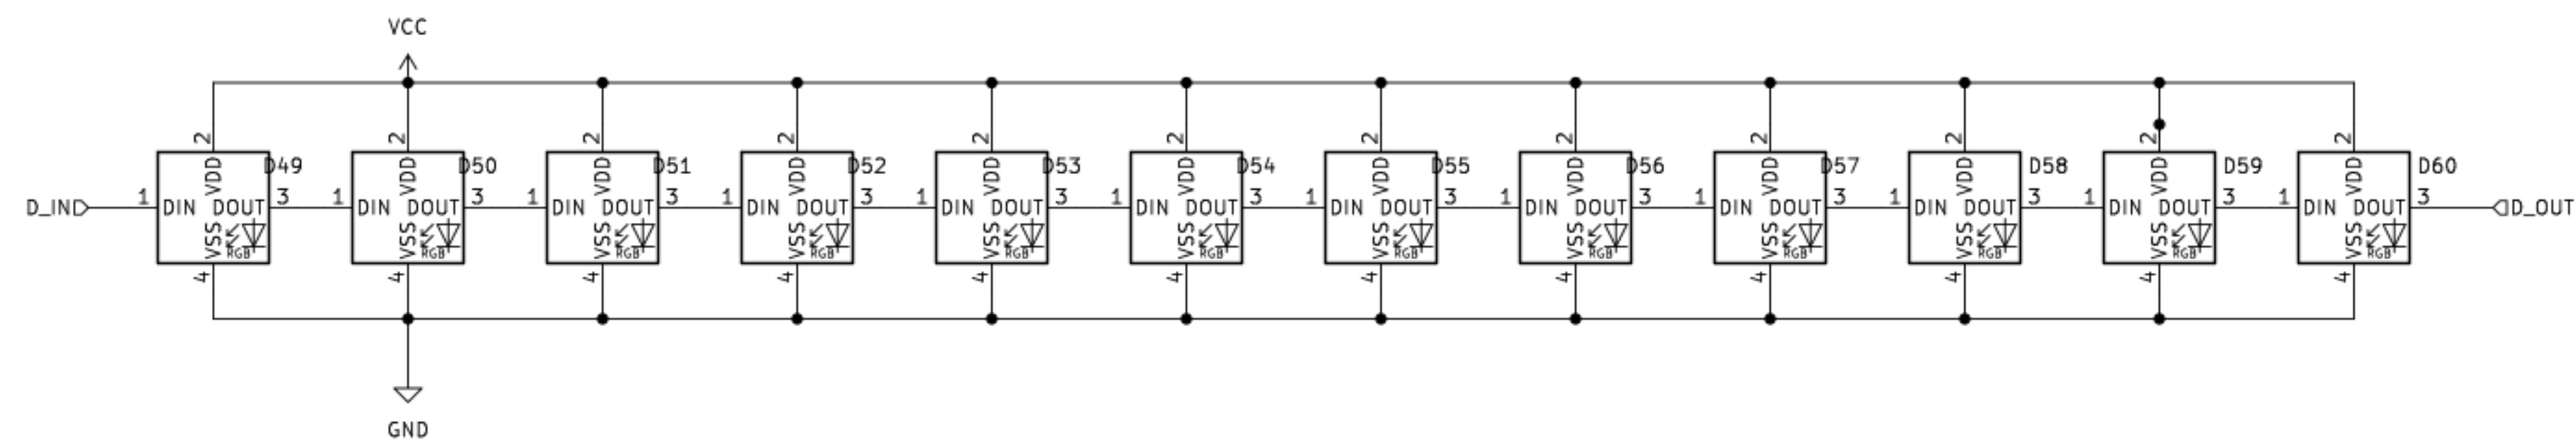 VCC
2 2 2 2 2 2 2 2 2 2 2 2
D49 D50 D51 D52 D53 D54 D55 D56 D57 D58 D59 D60
VDD VDD VDD VDD VDD VDD VDD VDD VDD VDD VDD VDD
D_IN 1 DIN DOUT 3 1 DIN DOUT 3 1 DIN DOUT 3 1 DIN DOUT 3 1 DIN DOUT 3 1 DIN DOUT 3 1 DIN DOUT 3 1 DIN DOUT 3 1 DIN DOUT 3 1 DIN DOUT 3 1 DIN DOUT 3 1 DIN DOUT 3 D_OUT
VSS VSS VSS VSS VSS VSS VSS VSS VSS VSS VSS VSS
RGB RGB RGB RGB RGB RGB RGB RGB RGB RGB RGB RGB
4 4 4 4 4 4 4 4 4 4 4 4
GND